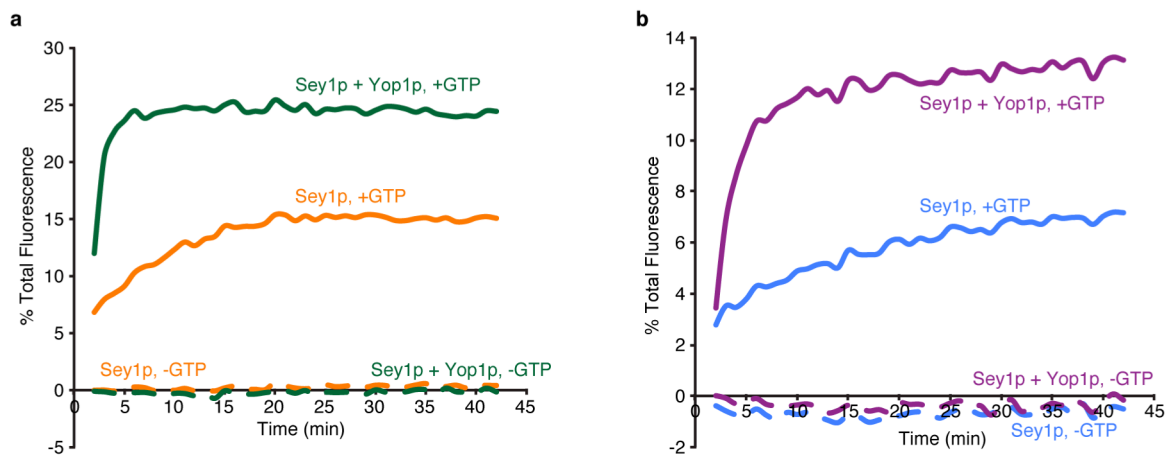 a
30
25
20
15
10
5
0
-5
% Total Fluorescence
Sey1p + Yop1p, +GTP
Sey1p, +GTP
Sey1p, -GTP
Sey1p + Yop1p, -GTP
5 10 15 20 25 30 35 40 45
Time (min)
b
14
12
10
8
6
4
2
0
-2
% Total Fluorescence
Sey1p + Yop1p, +GTP
Sey1p, +GTP
Sey1p + Yop1p, -GTP
0 5 10 15 20 25 30 35 40 45
Sey1p, -GTP
Time (min)